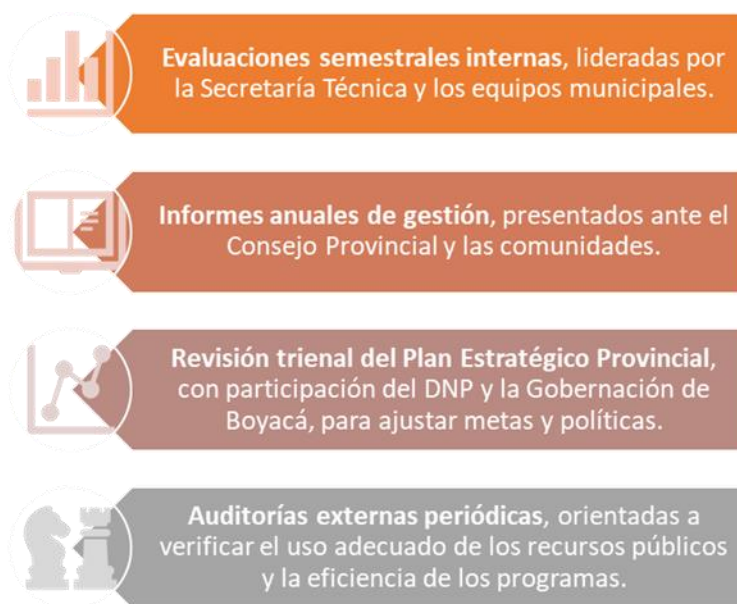 Evaluaciones semestrales internas, lideradas por
la Secretaría Técnica y los equipos municipales.
Informes anuales de gestión, presentados ante el
Consejo Provincial y las comunidades.
Revisión trienal del Plan Estratégico Provincial,
con participación del DNP y la Gobernación de
Boyacá, para ajustar metas y políticas.
Auditorías externas periódicas, orientadas a
verificar el uso adecuado de los recursos públicos
y la eficiencia de los programas.